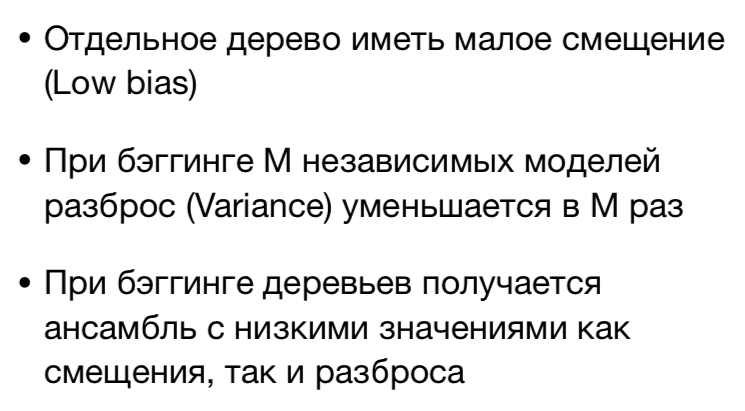 • Отдельное дерево иметь малое смещение
(Low bias)
• При бэггинге M независимых моделей
разброс (Variance) уменьшается в M раз
• При бэггинге деревьев получается
ансамбль с низкими значениями как
смещения, так и разброса